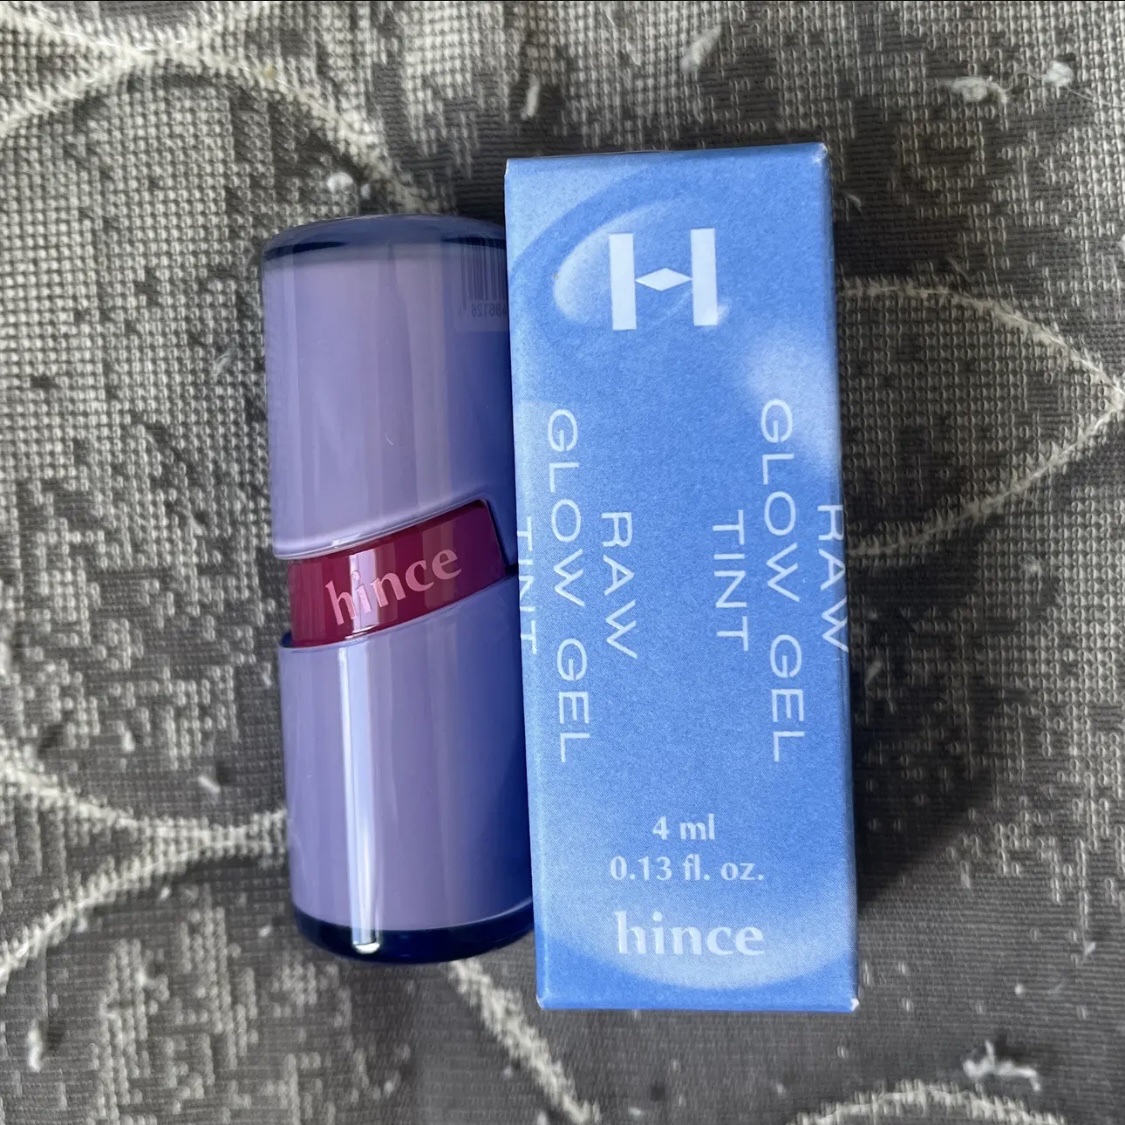 hince
H
RAW
GLOW GEL
TINT
RAW
GLOW GEL
TINT
4 ml
0.13 fl. oz.
hince